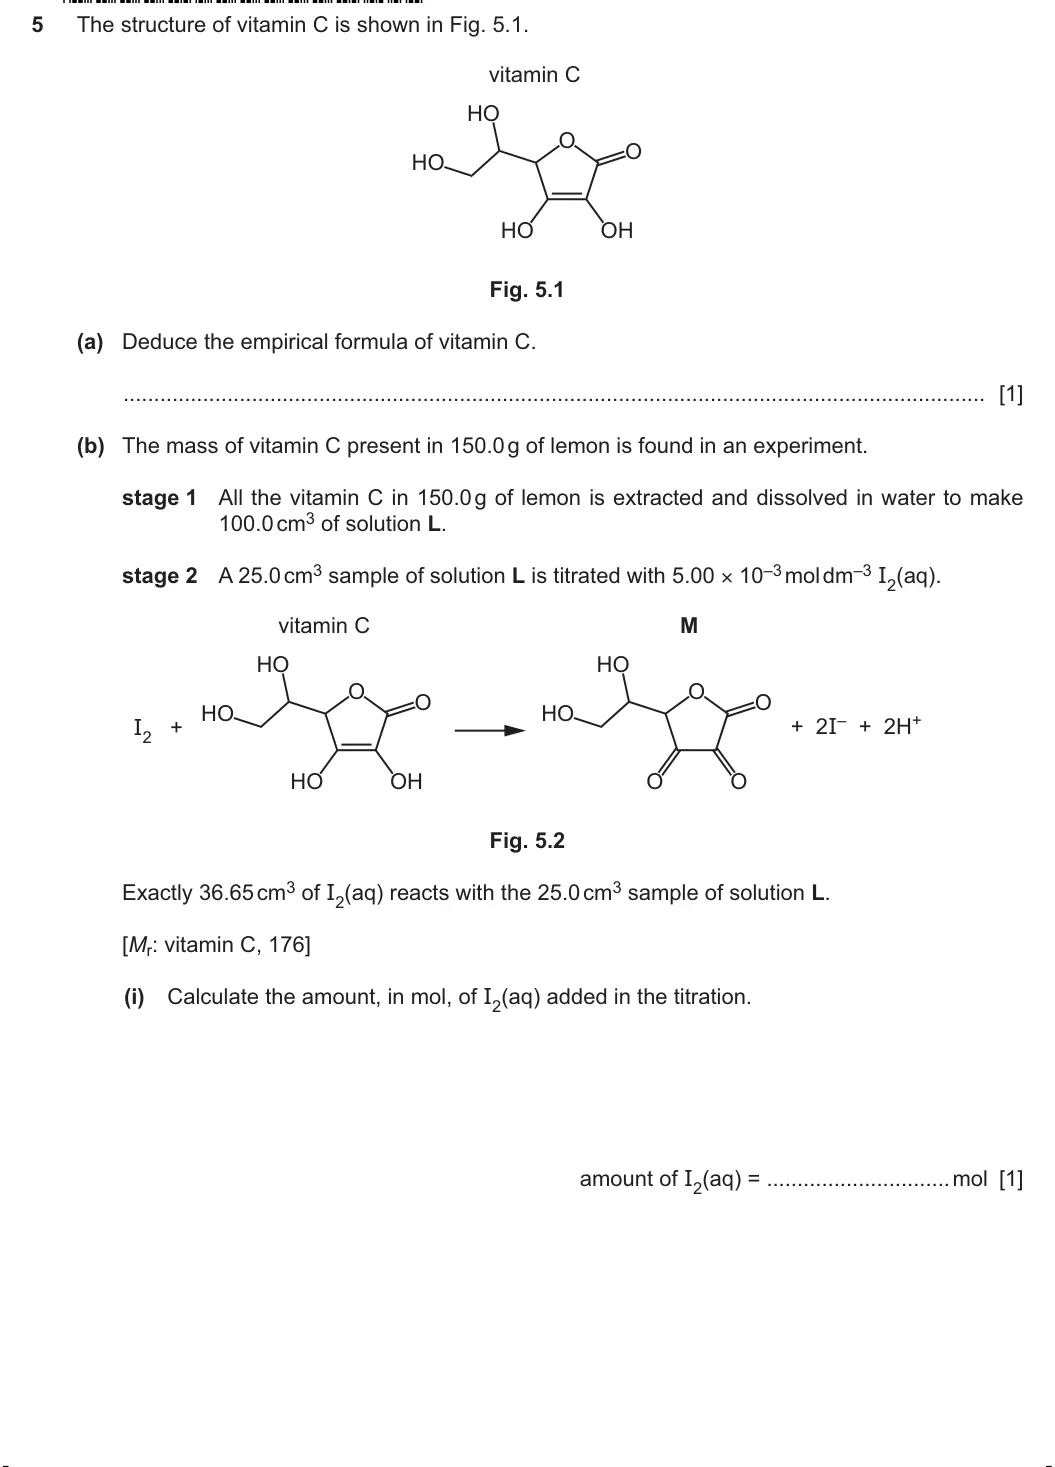 5 The structure of vitamin C is shown in Fig. 5.1.
vitamin C
HO
O
O
HO
HO
OH
Fig. 5.1
(a) Deduce the empirical formula of vitamin C.
................................................................................................................................................ [1]
(b) The mass of vitamin C present in 150.0 g of lemon is found in an experiment.
stage 1 All the vitamin C in 150.0 g of lemon is extracted and dissolved in water to make
100.0 cm³ of solution L.
stage 2 A 25.0 cm³ sample of solution L is titrated with 5.00 × 10⁻³ mol dm⁻³ I₂(aq).
vitamin C M
HO HO
O O O O
HO HO
I₂ + + 2I⁻ + 2H⁺
HO OH O O
Fig. 5.2
Exactly 36.65 cm³ of I₂(aq) reacts with the 25.0 cm³ sample of solution L.
[Mᵣ: vitamin C, 176]
(i) Calculate the amount, in mol, of I₂(aq) added in the titration.
amount of I₂(aq) = .............................. mol [1]